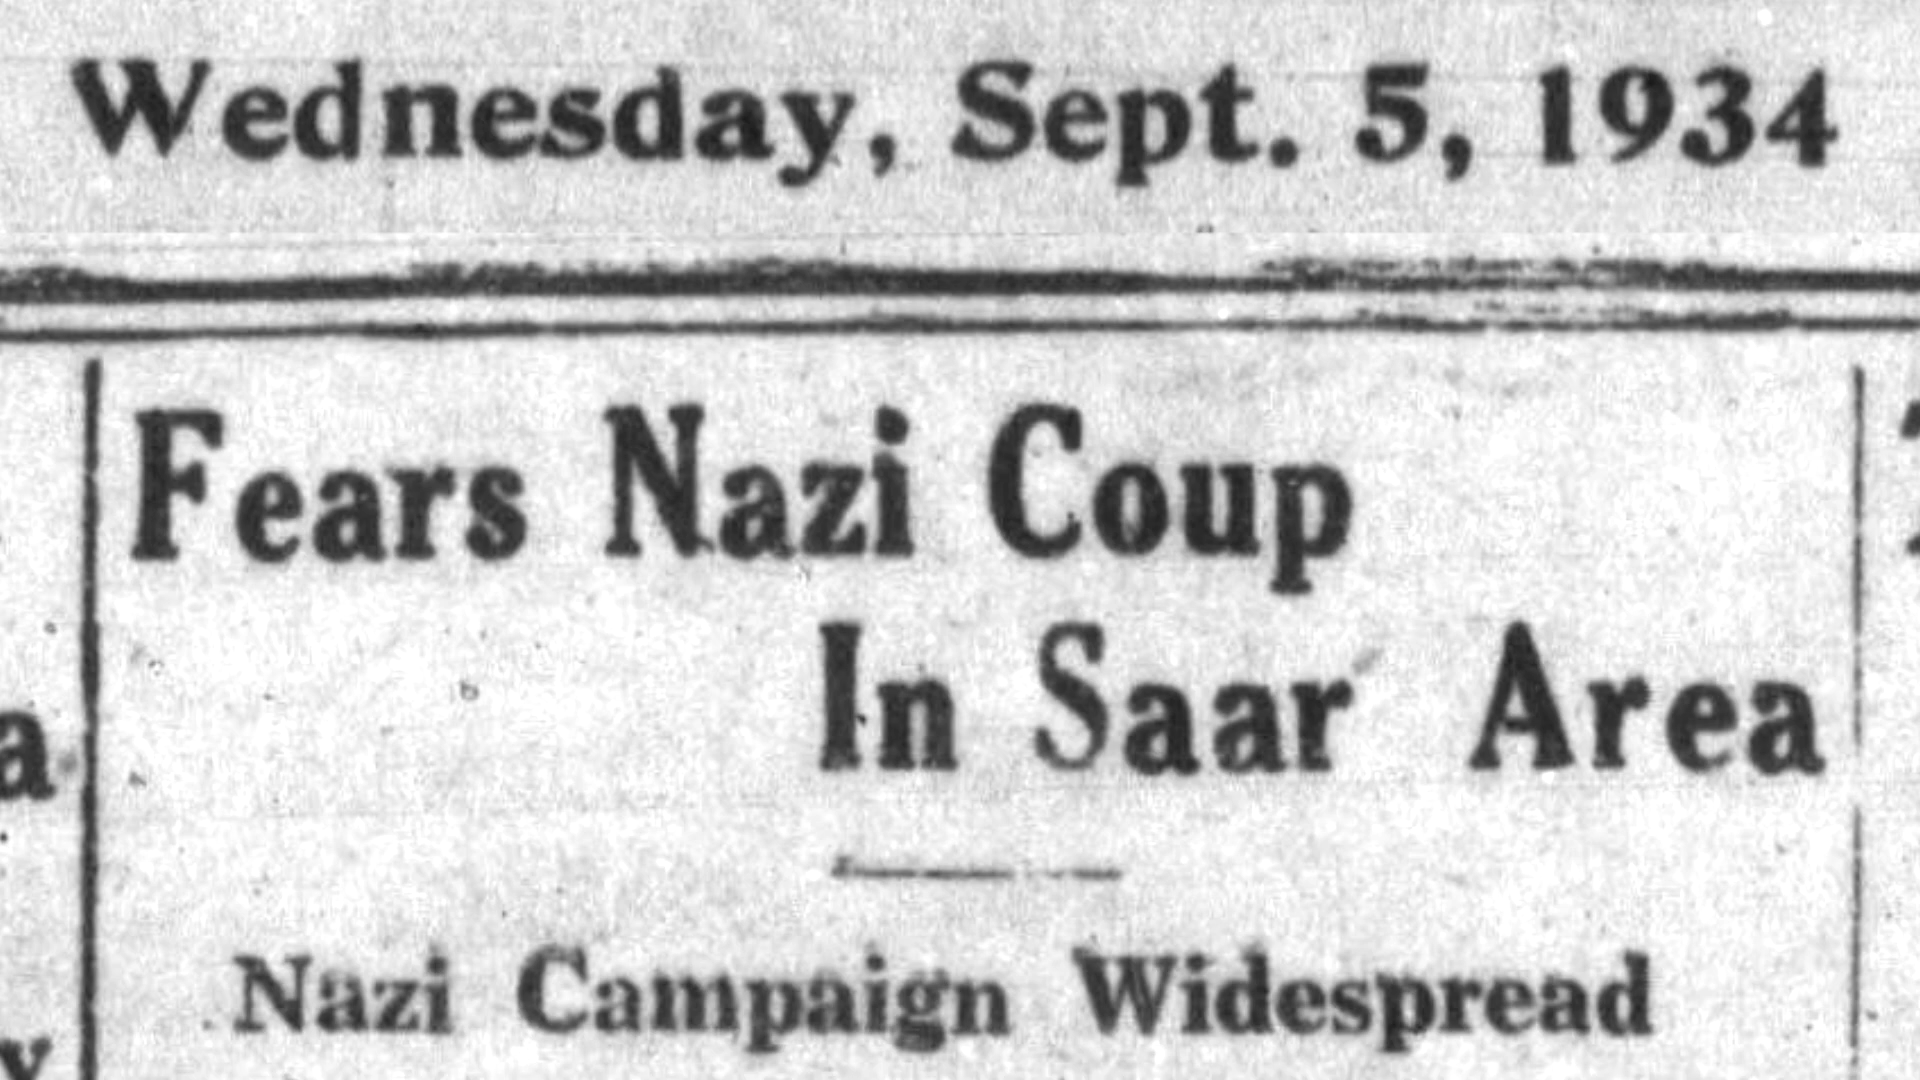 Wednesday, Sept. 5, 1934
Fears Nazi Coup
In Saar Area
Nazi Campaign Widespread